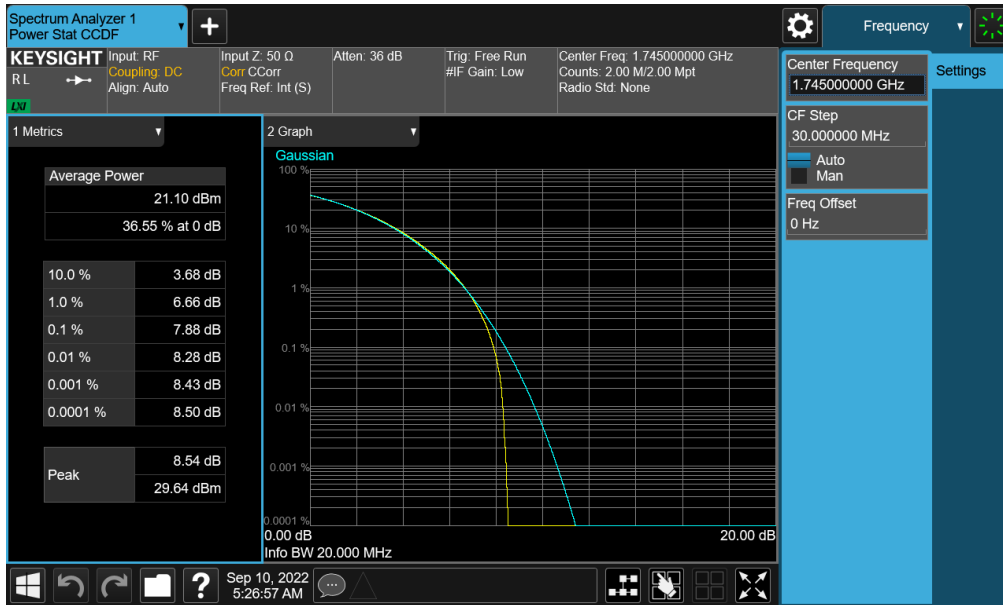 Spectrum Analyzer 1
Power Stat CCDF
Frequency
KEYSIGHT
R L
LXI
Input: RF
Coupling: DC
Align: Auto
Input Z: 50 Ω
Corr CCorr
Freq Ref: Int (S)
Atten: 36 dB
Trig: Free Run
#IF Gain: Low
Center Freq: 1.745000000 GHz
Counts: 2.00 M/2.00 Mpt
Radio Std: None
Center Frequency
1.745000000 GHz
Settings
CF Step
30.000000 MHz
Auto
Man
Freq Offset
0 Hz
1 Metrics
Average Power
21.10 dBm
36.55 % at 0 dB
10.0 % 3.68 dB
1.0 % 6.66 dB
0.1 % 7.88 dB
0.01 % 8.28 dB
0.001 % 8.43 dB
0.0001 % 8.50 dB
Peak 8.54 dB
29.64 dBm
2 Graph
Gaussian
100 %
10 %
1 %
0.1 %
0.01 %
0.001 %
0.0001 %
0.00 dB 20.00 dB
Info BW 20.000 MHz
?
Sep 10, 2022
5:26:57 AM